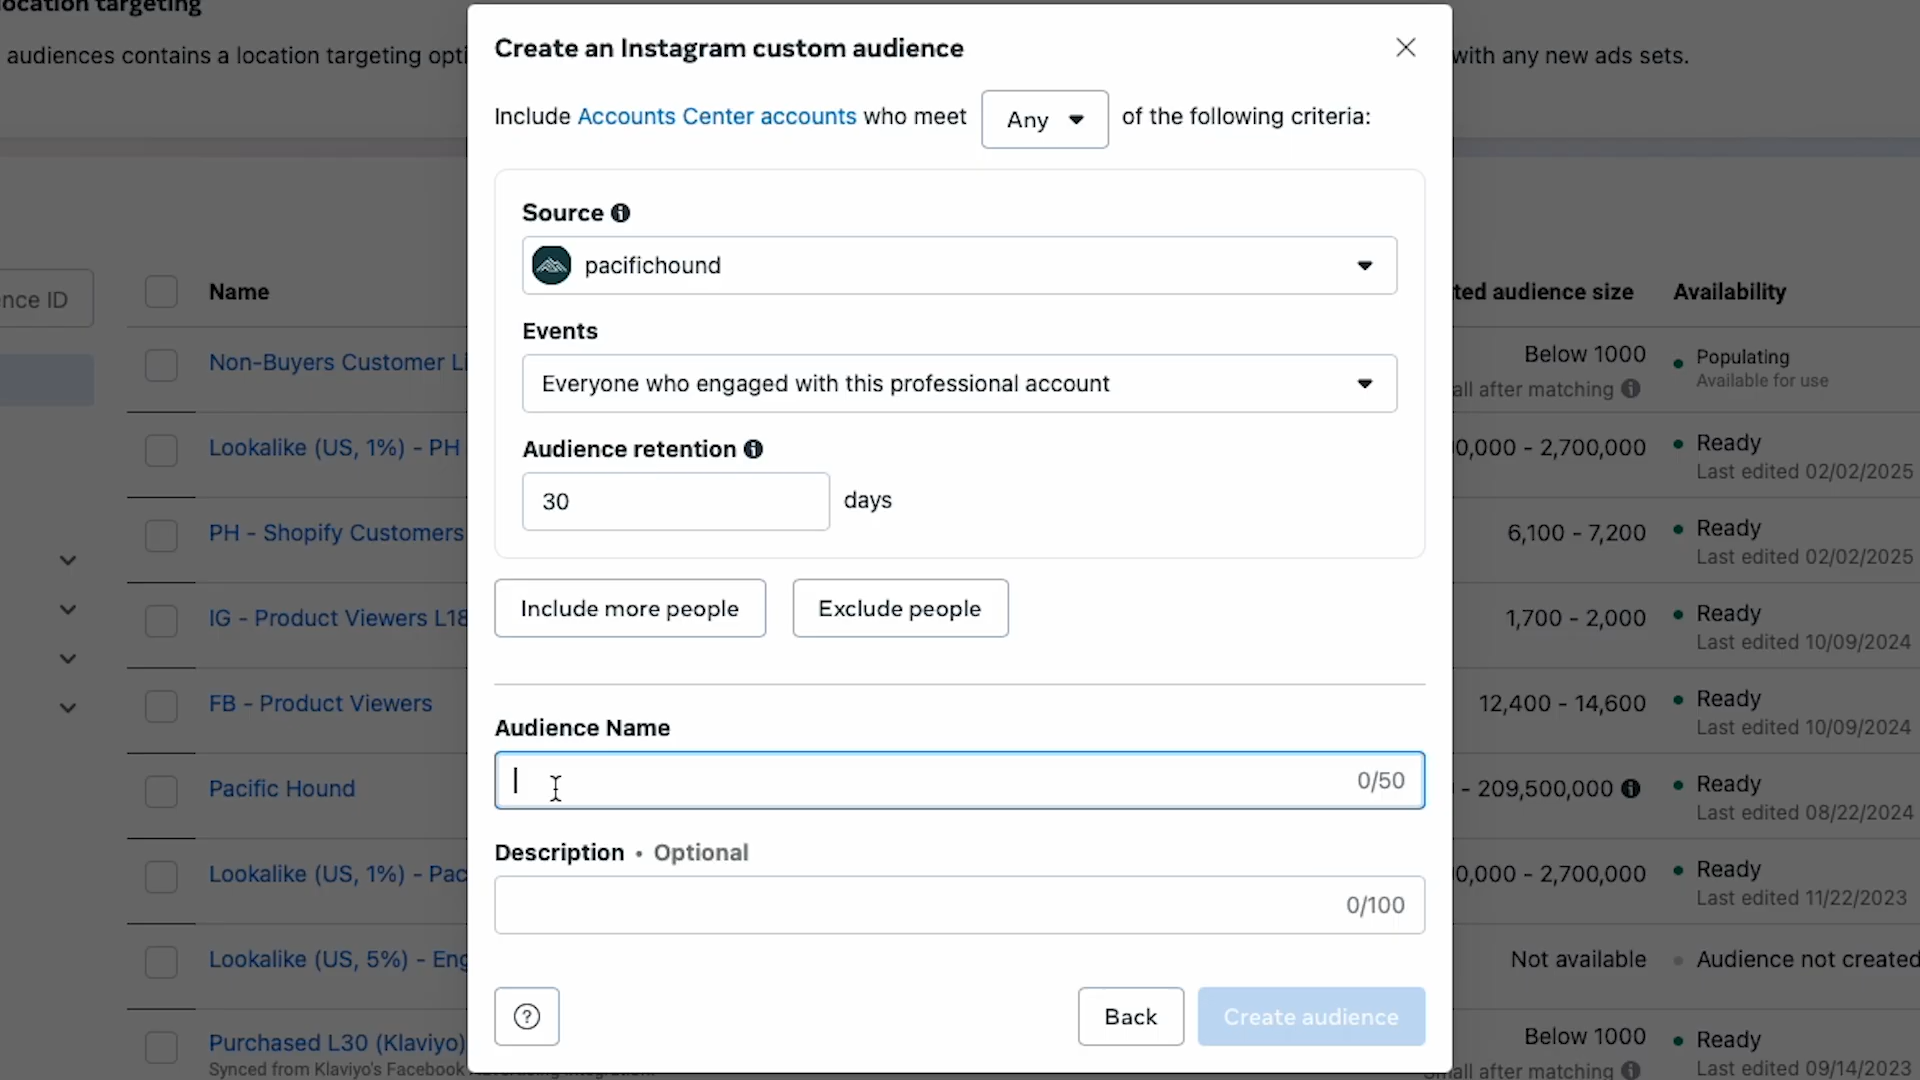 location targeting
audiences contains a location targeting opti
with any new ads sets.
Create an Instagram custom audience
Include Accounts Center accounts who meet Any of the following criteria:
Source
pacifichound
Events
Everyone who engaged with this professional account
Audience retention
30 days
Include more people Exclude people
Audience Name
0/50
Description • Optional
0/100
Back Create audience
nce ID
Name
ted audience size Availability
Non-Buyers Customer Li
Below 1000 Populating
all after matching Available for use
Lookalike (US, 1%) - PH
0,000 - 2,700,000 Ready
Last edited 02/02/2025
PH - Shopify Customers
6,100 - 7,200 Ready
Last edited 02/02/2025
IG - Product Viewers L18
1,700 - 2,000 Ready
Last edited 10/09/2024
FB - Product Viewers
12,400 - 14,600 Ready
Last edited 10/09/2024
Pacific Hound
- 209,500,000 Ready
Last edited 08/22/2024
Lookalike (US, 1%) - Pac
0,000 - 2,700,000 Ready
Last edited 11/22/2023
Lookalike (US, 5%) - Eng
Not available Audience not created
Purchased L30 (Klaviyo)
Synced from Klaviyo's Facebook
Below 1000 Ready
small after matching Last edited 09/14/2023